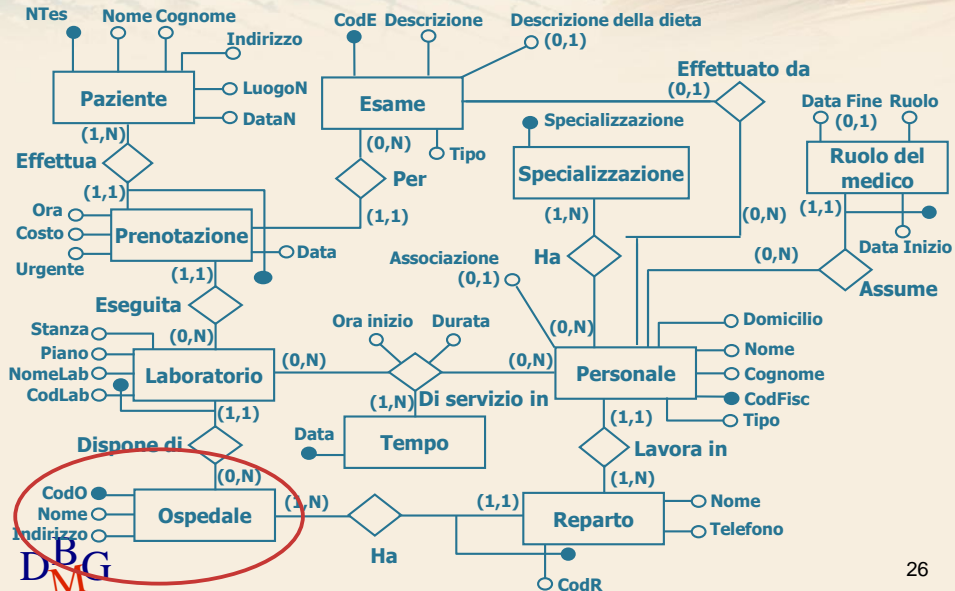 NTes Nome Cognome
Indirizzo
LuogoN
DataN
Paziente
(1,N)
Effettua
(1,1)
CodE Descrizione
Descrizione della dieta
(0,1)
Esame
(0,N)
Tipo
Per
(1,1)
Effettuato da
(0,1)
(0,N)
Specializzazione
Specializzazione
(1,N)
Ha
(0,N)
Data Fine Ruolo
(0,1)
Ruolo del
medico
(1,1)
Data Inizio
(0,N)
Assume
Ora
Costo
Urgente
Prenotazione
Data
(1,1)
Eseguita
(0,N)
Stanza
Piano
NomeLab
CodLab
Laboratorio
(1,1)
Dispone di
(0,N)
(0,N)
Ora inizio Durata
Di servizio in
(1,N)
(0,N)
Data
Tempo
Associazione
(0,1)
Personale
Domicilio
Nome
Cognome
CodFisc
Tipo
(1,1)
Lavora in
(1,N)
CodO
Nome
Indirizzo
Ospedale
(1,N)
Ha
(1,1)
Reparto
Nome
Telefono
CodR
DBMG
26